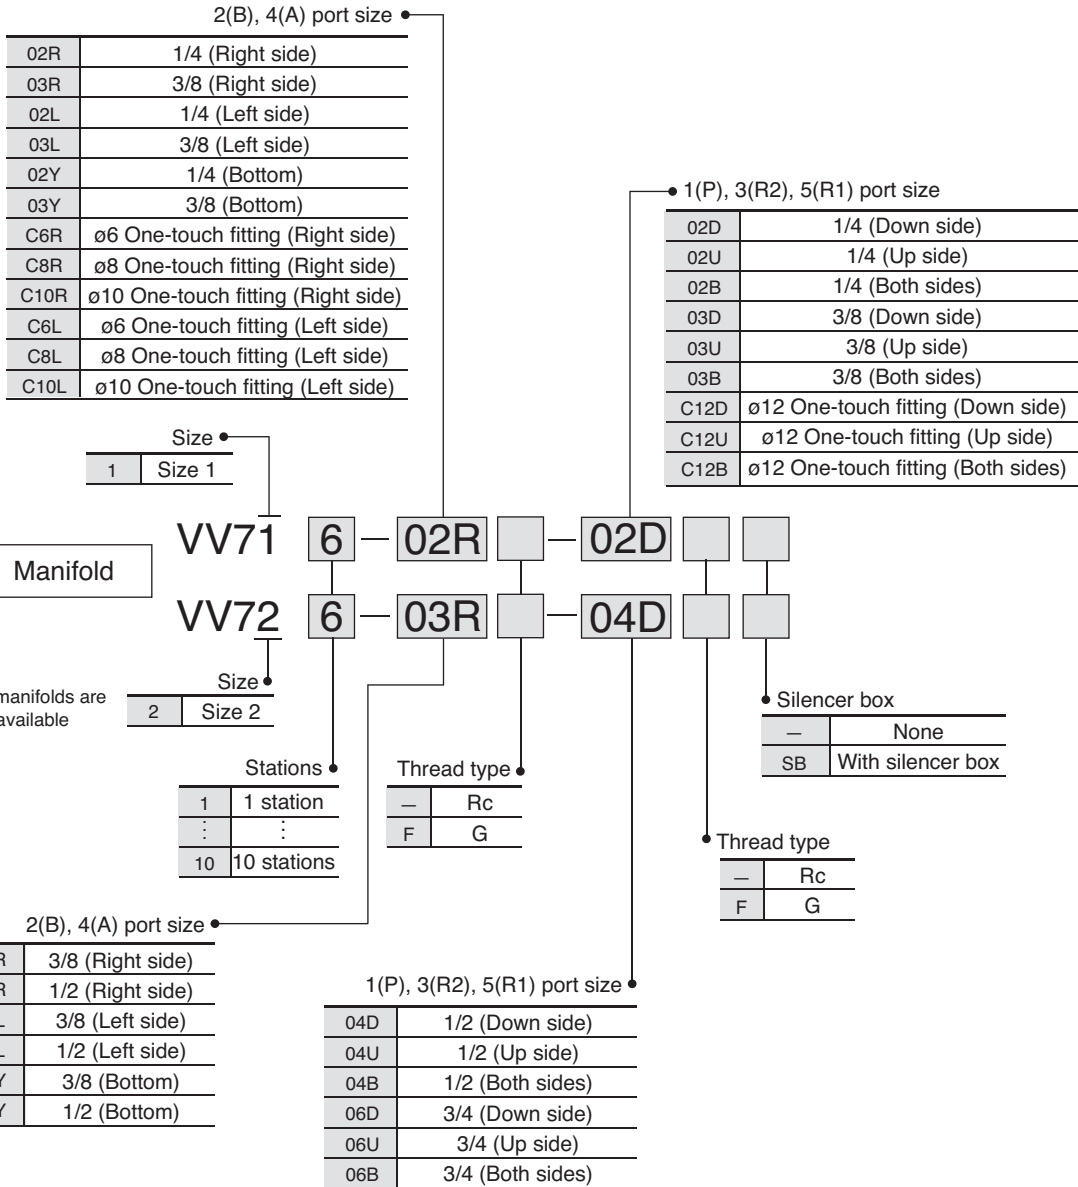 2(B), 4(A) port size
02R 1/4 (Right side)
03R 3/8 (Right side)
02L 1/4 (Left side)
03L 3/8 (Left side)
02Y 1/4 (Bottom)
03Y 3/8 (Bottom)
C6R ø6 One-touch fitting (Right side)
C8R ø8 One-touch fitting (Right side)
C10R ø10 One-touch fitting (Right side)
C6L ø6 One-touch fitting (Left side)
C8L ø8 One-touch fitting (Left side)
C10L ø10 One-touch fitting (Left side)
1(P), 3(R2), 5(R1) port size
02D 1/4 (Down side)
02U 1/4 (Up side)
02B 1/4 (Both sides)
03D 3/8 (Down side)
03U 3/8 (Up side)
03B 3/8 (Both sides)
C12D ø12 One-touch fitting (Down side)
C12U ø12 One-touch fitting (Up side)
C12B ø12 One-touch fitting (Both sides)
Size
1 Size 1
VV71 6 — 02R — 02D
Manifold
VV72 6 — 03R — 04D
manifolds are
available
Size
2 Size 2
Silencer box
— None
SB With silencer box
Stations
1 1 station
⋮ ⋮
10 10 stations
Thread type
— Rc
F G
Thread type
— Rc
F G
2(B), 4(A) port size
R 3/8 (Right side)
R 1/2 (Right side)
L 3/8 (Left side)
L 1/2 (Left side)
Y 3/8 (Bottom)
Y 1/2 (Bottom)
1(P), 3(R2), 5(R1) port size
04D 1/2 (Down side)
04U 1/2 (Up side)
04B 1/2 (Both sides)
06D 3/4 (Down side)
06U 3/4 (Up side)
06B 3/4 (Both sides)